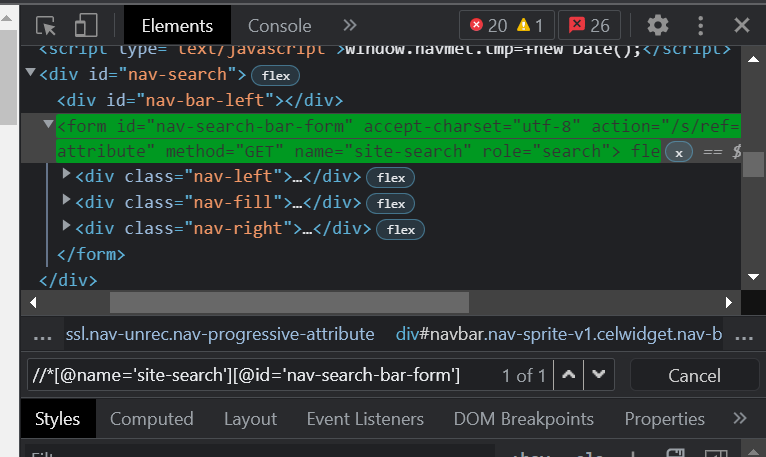 Elements Console 20 1 26
<script type="text/javascript">window.navmet.tmp=+new Date();</script>
<div id="nav-search"> flex
<div id="nav-bar-left"></div>
<form id="nav-search-bar-form" accept-charset="utf-8" action="/s/ref=
attribute" method="GET" name="site-search" role="search"> fle x == $
<div class="nav-left">…</div> flex
<div class="nav-fill">…</div> flex
<div class="nav-right">…</div> flex
</form>
</div>
… ssl.nav-unrec.nav-progressive-attribute div#navbar.nav-sprite-v1.celwidget.nav-b …
//*[@name='site-search'][@id='nav-search-bar-form'] 1 of 1 Cancel
Styles Computed Layout Event Listeners DOM Breakpoints Properties